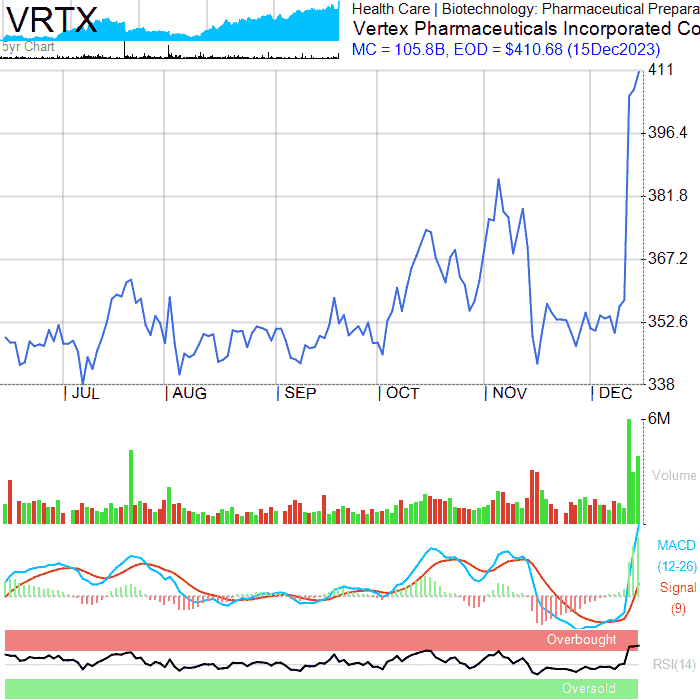 VRTX
5yr Chart
Health Care | Biotechnology: Pharmaceutical Prepara
Vertex Pharmaceuticals Incorporated Co
MC = 105.8B, EOD = $410.68 (15Dec2023)
411
396.4
381.8
367.2
352.6
338
| JUL | AUG | SEP | OCT | NOV | DEC
6M
Volume
MACD
(12-26)
Signal
(9)
Overbought
RSI(14)
Oversold